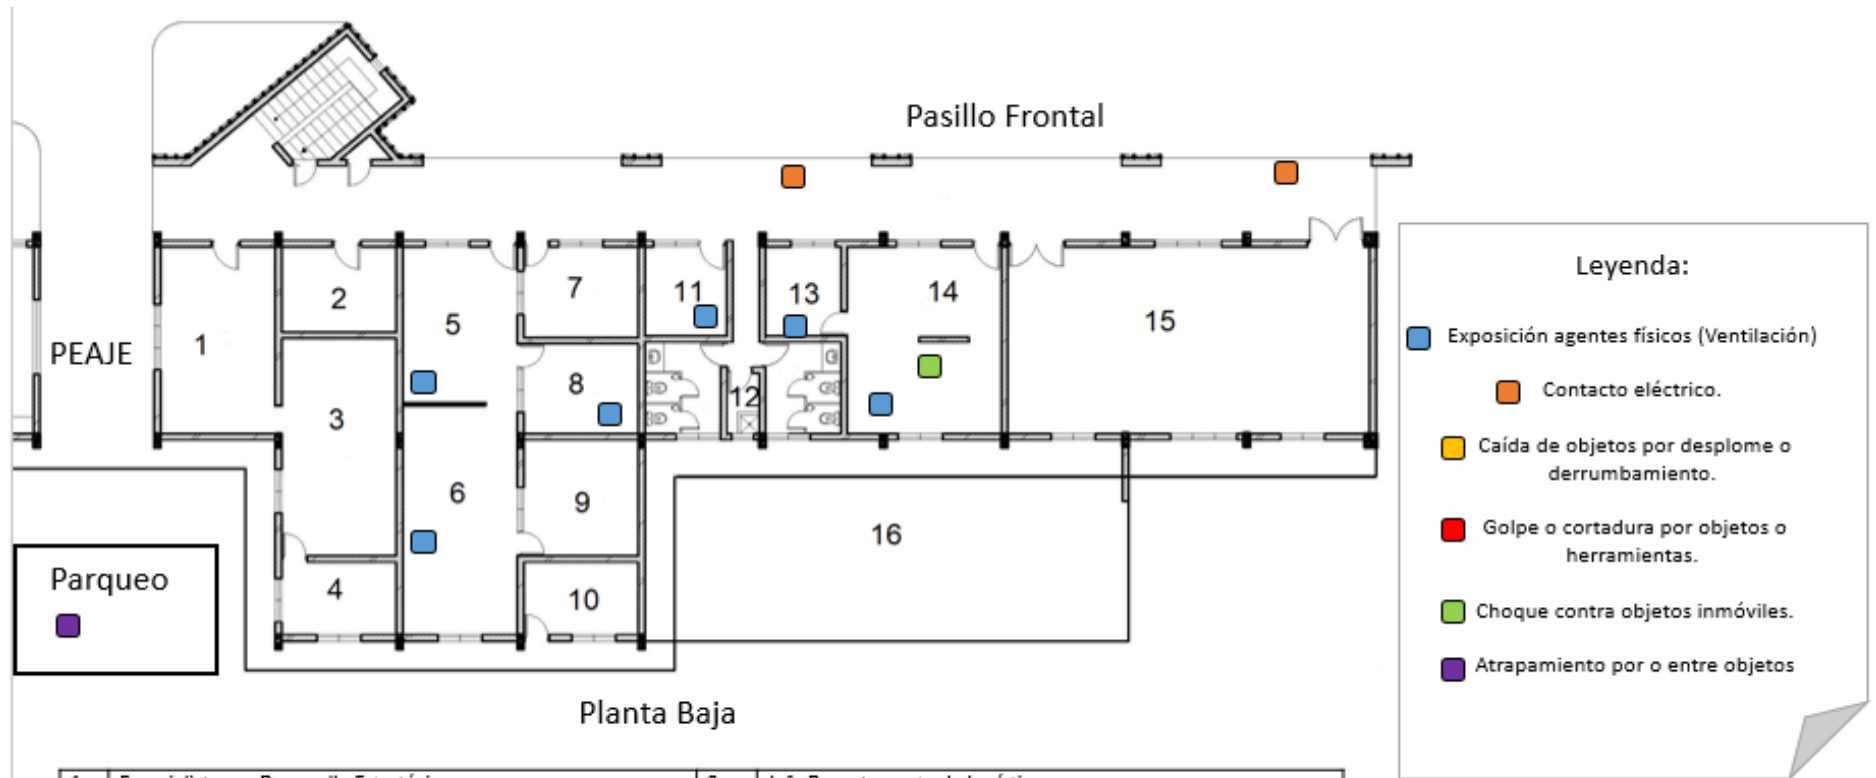 Pasillo Frontal
Leyenda:
Exposición agentes físicos (Ventilación)
Contacto eléctrico.
Caída de objetos por desplome o
derrumbamiento.
Golpe o cortadura por objetos o
herramientas.
Choque contra objetos inmóviles.
Atrapamiento por o entre objetos
PEAJE
1
2
3
4
5
6
7
8
9
10
11
12
13
14
15
16
Parqueo
Planta Baja